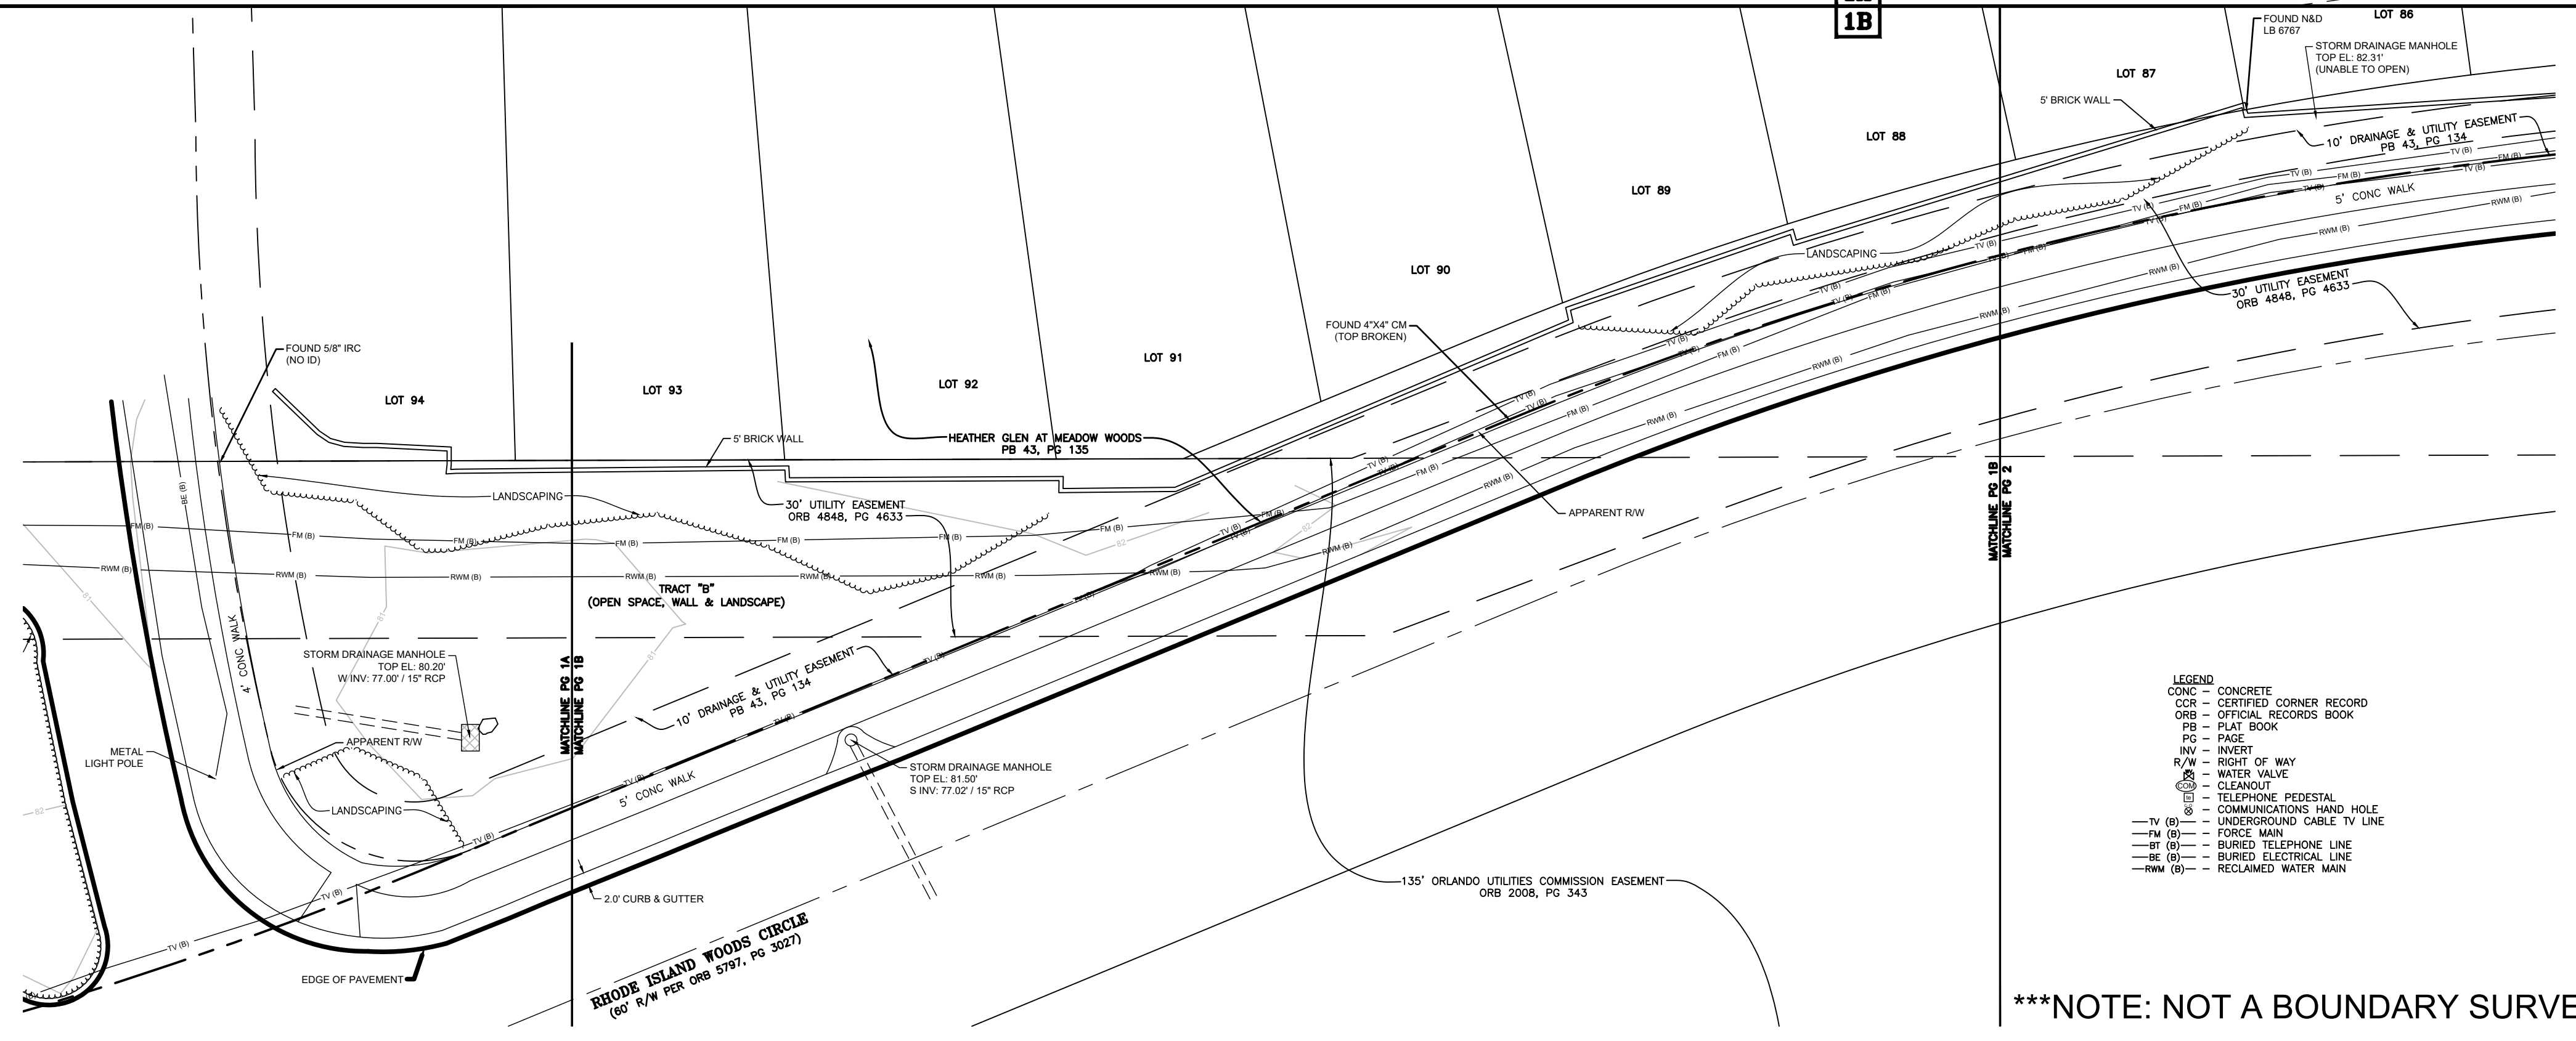 1B
FOUND N&D
LB 6767
LOT 86
STORM DRAINAGE MANHOLE
TOP EL: 82.31'
(UNABLE TO OPEN)
LOT 87
5' BRICK WALL
10' DRAINAGE & UTILITY EASEMENT
PB 43, PG 134
LOT 88
LOT 89
5' CONC WALK
LANDSCAPING
LOT 90
30' UTILITY EASEMENT
ORB 4848, PG 4633
FOUND 4"X4" CM
(TOP BROKEN)
FOUND 5/8" IRC
(NO ID)
LOT 91
LOT 92
LOT 93
LOT 94
5' BRICK WALL
HEATHER GLEN AT MEADOW WOODS
PB 43, PG 135
LANDSCAPING
30' UTILITY EASEMENT
ORB 4848, PG 4633
APPARENT R/W
MATCHLINE PG 1B
MATCHLINE PG 2
TRACT "B"
(OPEN SPACE, WALL & LANDSCAPE)
4' CONC WALK
STORM DRAINAGE MANHOLE
TOP EL: 80.20'
W INV: 77.00' / 15" RCP
MATCHLINE PG 1A
MATCHLINE PG 1B
10' DRAINAGE & UTILITY EASEMENT
PB 43, PG 134
APPARENT R/W
METAL
LIGHT POLE
LANDSCAPING
5' CONC WALK
STORM DRAINAGE MANHOLE
TOP EL: 81.50'
S INV: 77.02' / 15" RCP
2.0' CURB & GUTTER
EDGE OF PAVEMENT
135' ORLANDO UTILITIES COMMISSION EASEMENT
ORB 2008, PG 343
RHODE ISLAND WOODS CIRCLE
(60' R/W PER ORB 5797, PG 3027)
BE (B)
FM (B)
RWM (B)
TV (B)
81
82
LEGEND
CONC - CONCRETE
CCR - CERTIFIED CORNER RECORD
ORB - OFFICIAL RECORDS BOOK
PB - PLAT BOOK
PG - PAGE
INV - INVERT
R/W - RIGHT OF WAY
- WATER VALVE
COM - CLEANOUT
- TELEPHONE PEDESTAL
- COMMUNICATIONS HAND HOLE
TV (B) - UNDERGROUND CABLE TV LINE
FM (B) - FORCE MAIN
BT (B) - BURIED TELEPHONE LINE
BE (B) - BURIED ELECTRICAL LINE
RWM (B) - RECLAIMED WATER MAIN
***NOTE: NOT A BOUNDARY SURVE